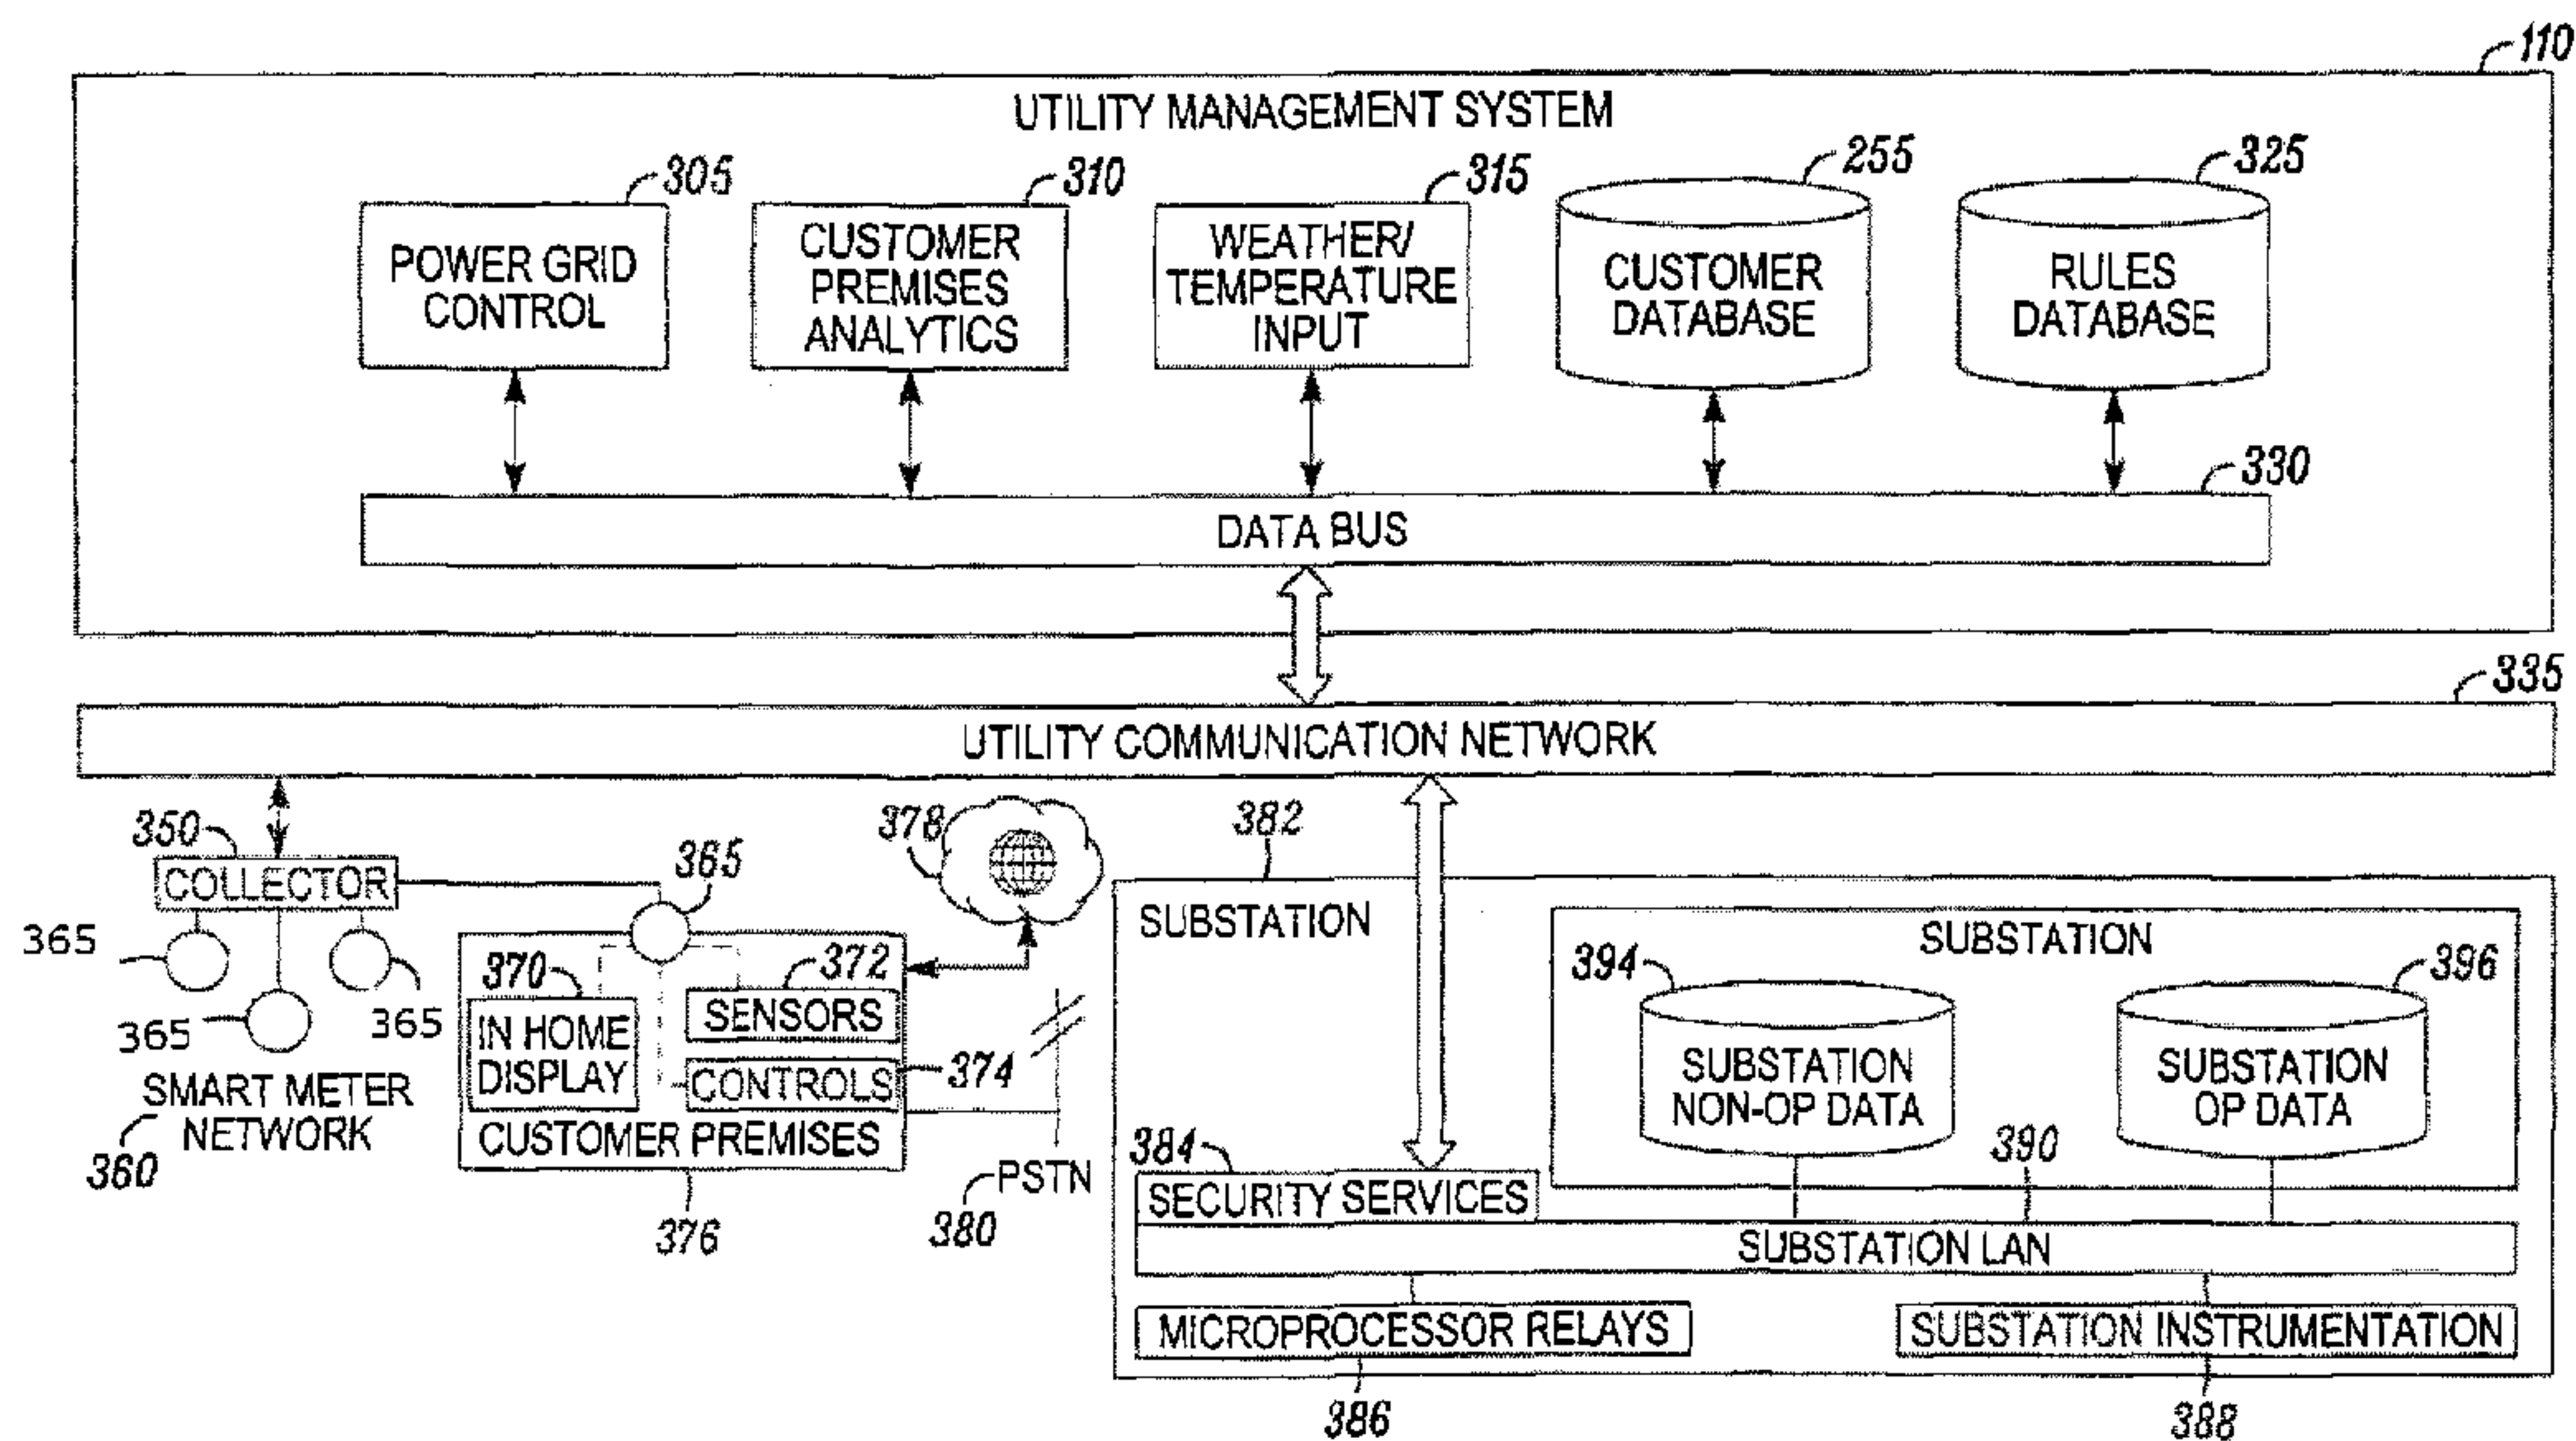 110
UTILITY MANAGEMENT SYSTEM
305
310
315
255
325
POWER GRID
CONTROL
CUSTOMER
PREMISES
ANALYTICS
WEATHER/
TEMPERATURE
INPUT
CUSTOMER
DATABASE
RULES
DATABASE
330
DATA BUS
335
UTILITY COMMUNICATION NETWORK
350
COLLECTOR
365
365
365
365
SMART METER
NETWORK
360
370
IN HOME
DISPLAY
372
SENSORS
CONTROLS
374
CUSTOMER PREMISES
376
378
PSTN
380
382
SUBSTATION
SUBSTATION
394
SUBSTATION
NON-OP DATA
396
SUBSTATION
OP DATA
384
SECURITY SERVICES
390
SUBSTATION LAN
MICROPROCESSOR RELAYS
386
SUBSTATION INSTRUMENTATION
388